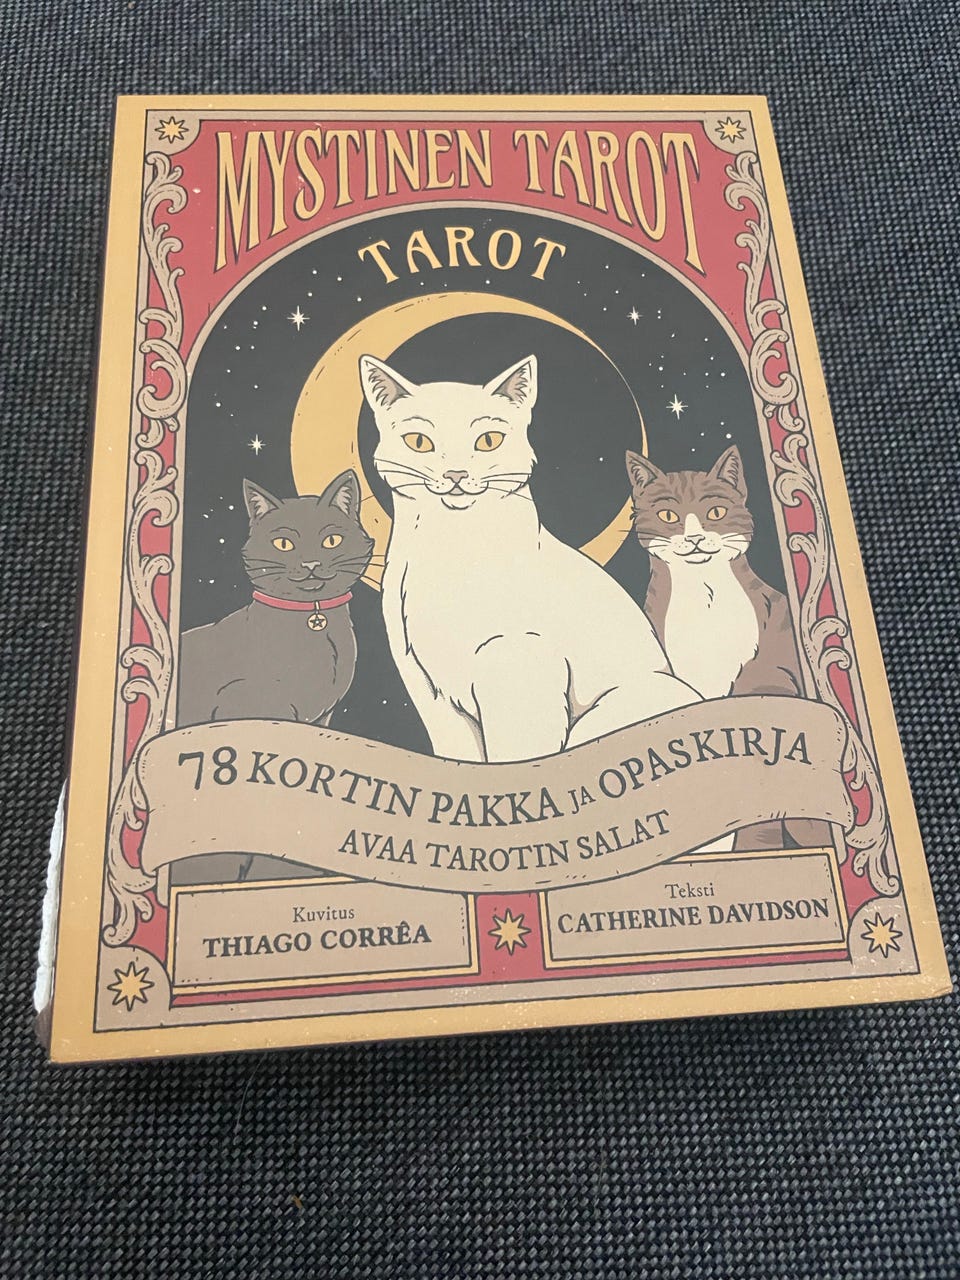 MYSTINEN TAROT
TAROT
78 KORTIN PAKKA JA OPASKIRJA
AVAA TAROTIN SALAT
Kuvitus
THIAGO CORRÊA
Teksti
CATHERINE DAVIDSON